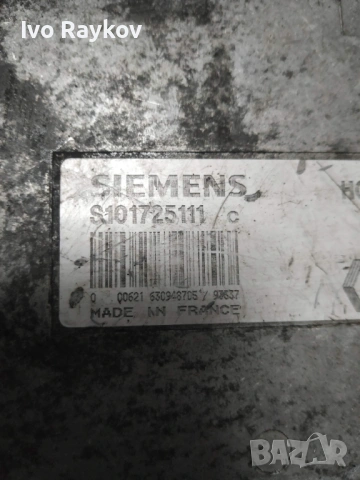 Ivo Raykov
SIEMENS
S101725111 C
MADE IN FRANCE
BAZAR